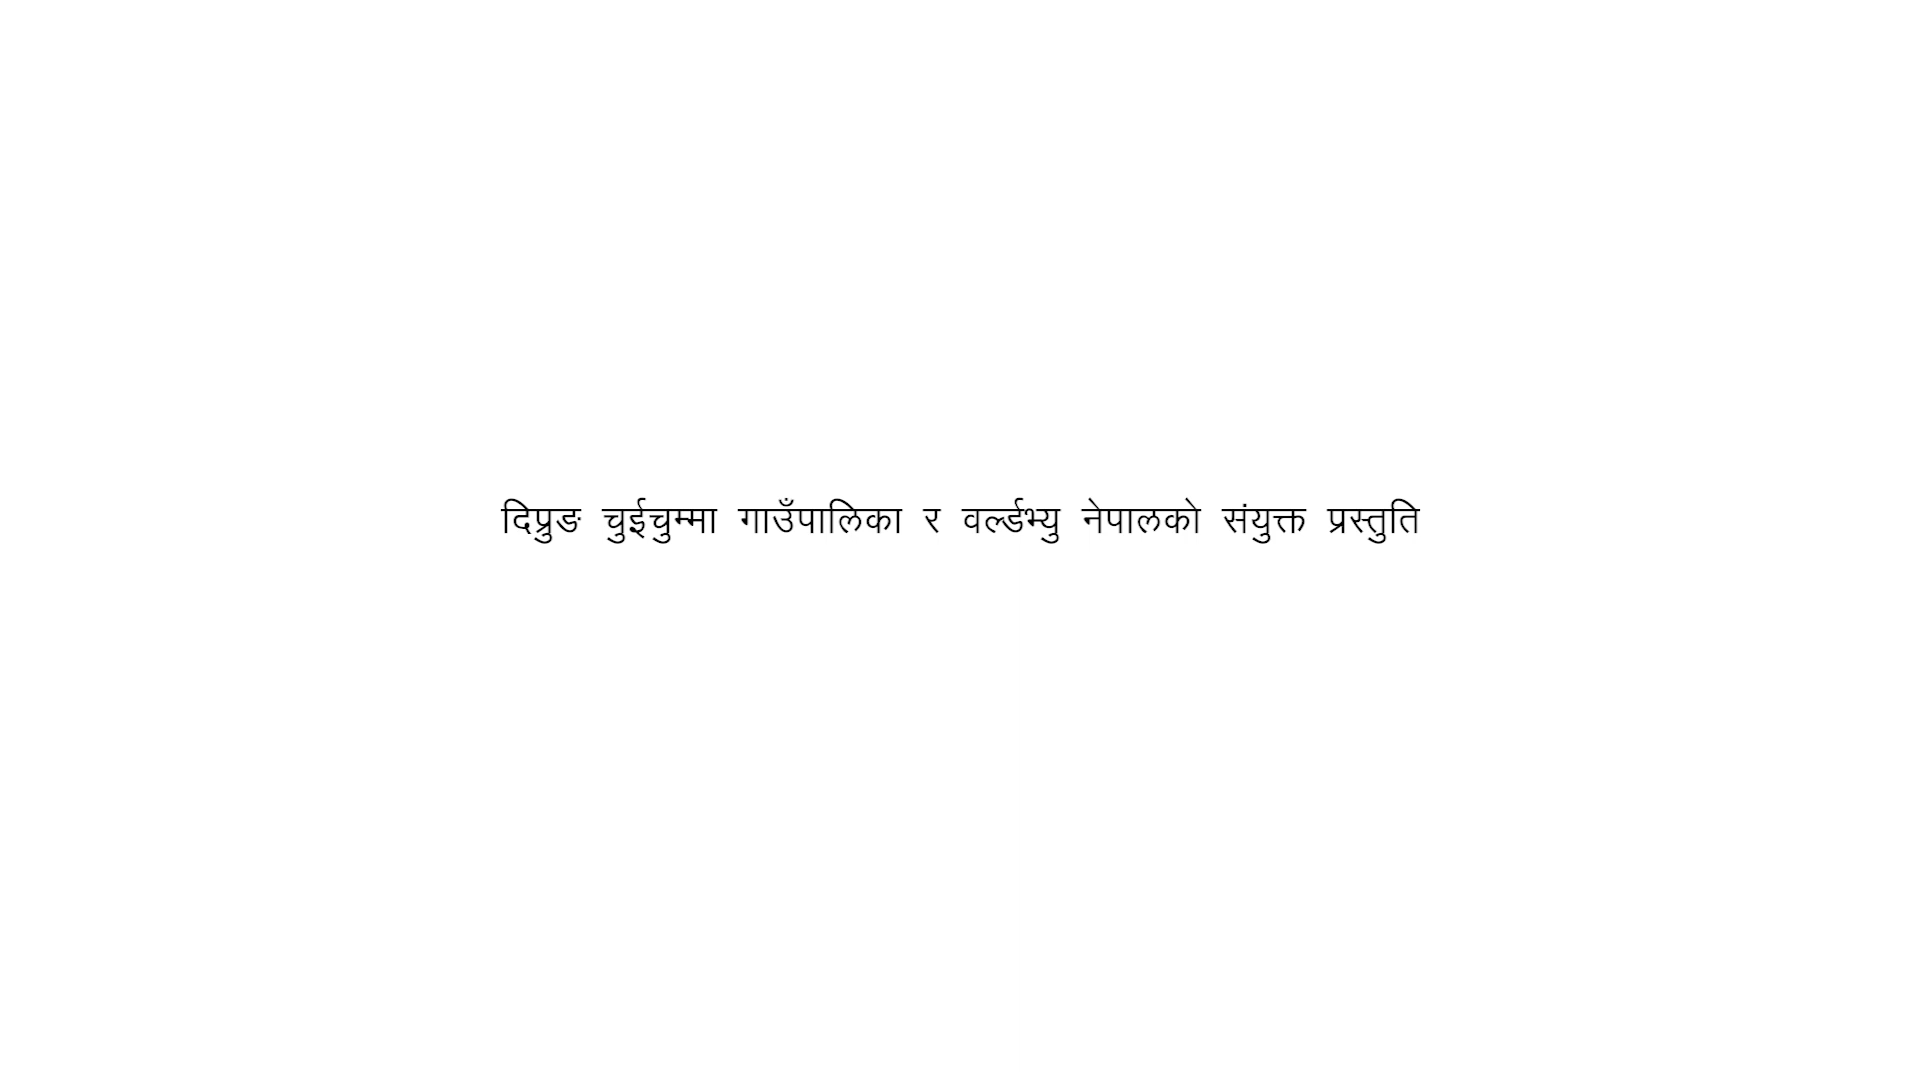 दिप्रुङ चुईचुम्मा गाउँपालिका र वर्ल्डभ्यु नेपालको संयुक्त प्रस्तुति